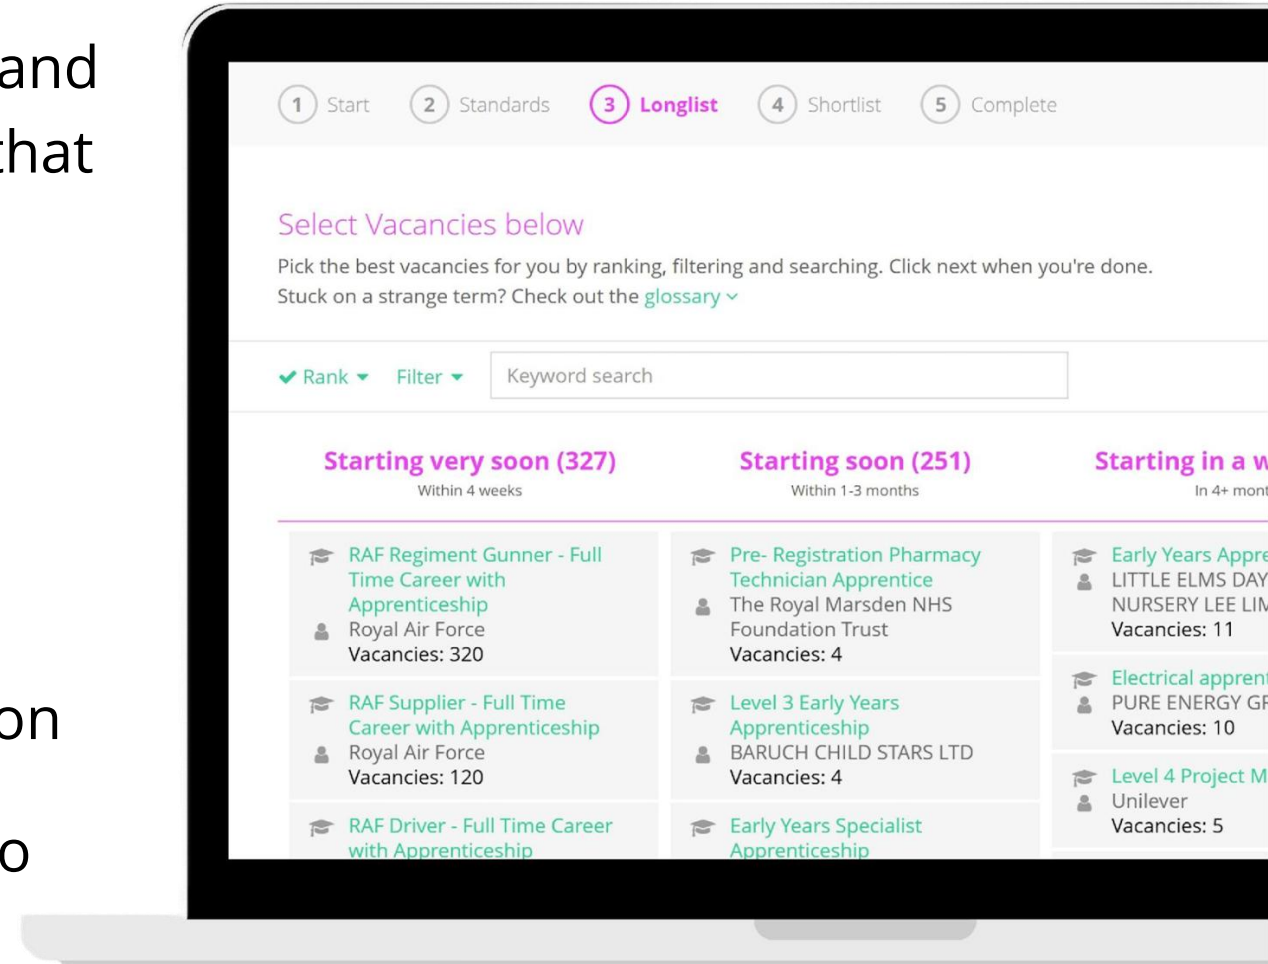 and
that
on
o
1 Start 2 Standards 3 Longlist 4 Shortlist 5 Complete
Select Vacancies below
Pick the best vacancies for you by ranking, filtering and searching. Click next when you're done.
Stuck on a strange term? Check out the glossary
Rank Filter Keyword search
Starting very soon (327)
Within 4 weeks
RAF Regiment Gunner - Full
Time Career with
Apprenticeship
Royal Air Force
Vacancies: 320
RAF Supplier - Full Time
Career with Apprenticeship
Royal Air Force
Vacancies: 120
RAF Driver - Full Time Career
with Apprenticeship
Starting soon (251)
Within 1-3 months
Pre- Registration Pharmacy
Technician Apprentice
The Royal Marsden NHS
Foundation Trust
Vacancies: 4
Level 3 Early Years
Apprenticeship
BARUCH CHILD STARS LTD
Vacancies: 4
Early Years Specialist
Apprenticeship
Starting in a w
In 4+ mont
Early Years Appre
LITTLE ELMS DAY
NURSERY LEE LIM
Vacancies: 11
Electrical apprent
PURE ENERGY GR
Vacancies: 10
Level 4 Project M
Unilever
Vacancies: 5